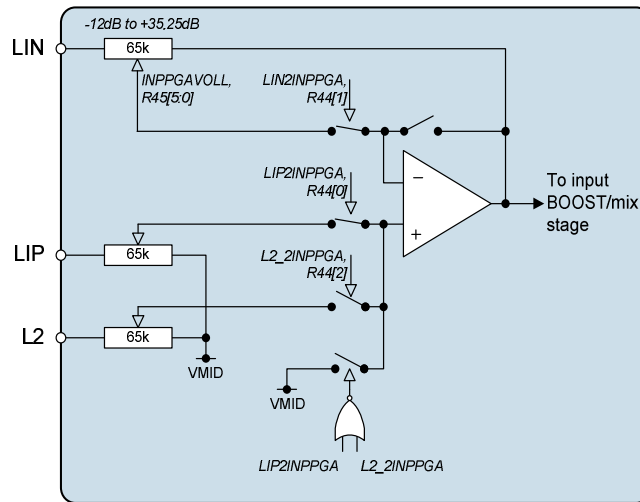 -12dB to +35.25dB
LIN
65k
INPPGAVOLL,
R45[5:0]
LIN2INPPGA,
R44[1]
LIP2INPPGA,
R44[0]
−
+
To input
BOOST/mix
stage
LIP
65k
L2_2INPPGA,
R44[2]
L2
65k
VMID
VMID
LIP2INPPGA
L2_2INPPGA